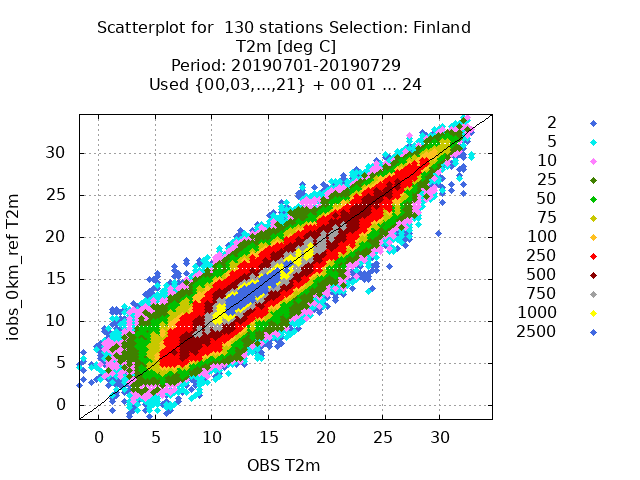 Scatterplot for  130 stations Selection: Finland
T2m [deg C]
Period: 20190701-20190729
Used {00,03,...,21} + 00 01 ... 24
iobs_0km_ref T2m
30
25
20
15
10
5
0
0 5 10 15 20 25 30
OBS T2m
2
5
10
25
50
75
100
250
500
750
1000
2500